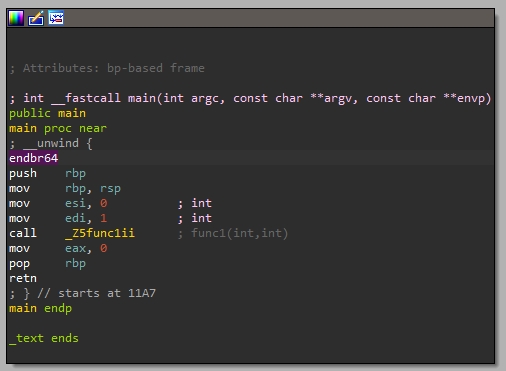 ; Attributes: bp-based frame
; int __fastcall main(int argc, const char **argv, const char **envp)
public main
main proc near
; __unwind {
endbr64
push    rbp
mov     rbp, rsp
mov     esi, 0          ; int
mov     edi, 1          ; int
call    _Z5func1ii      ; func1(int,int)
mov     eax, 0
pop     rbp
retn
; } // starts at 11A7
main endp
_text ends